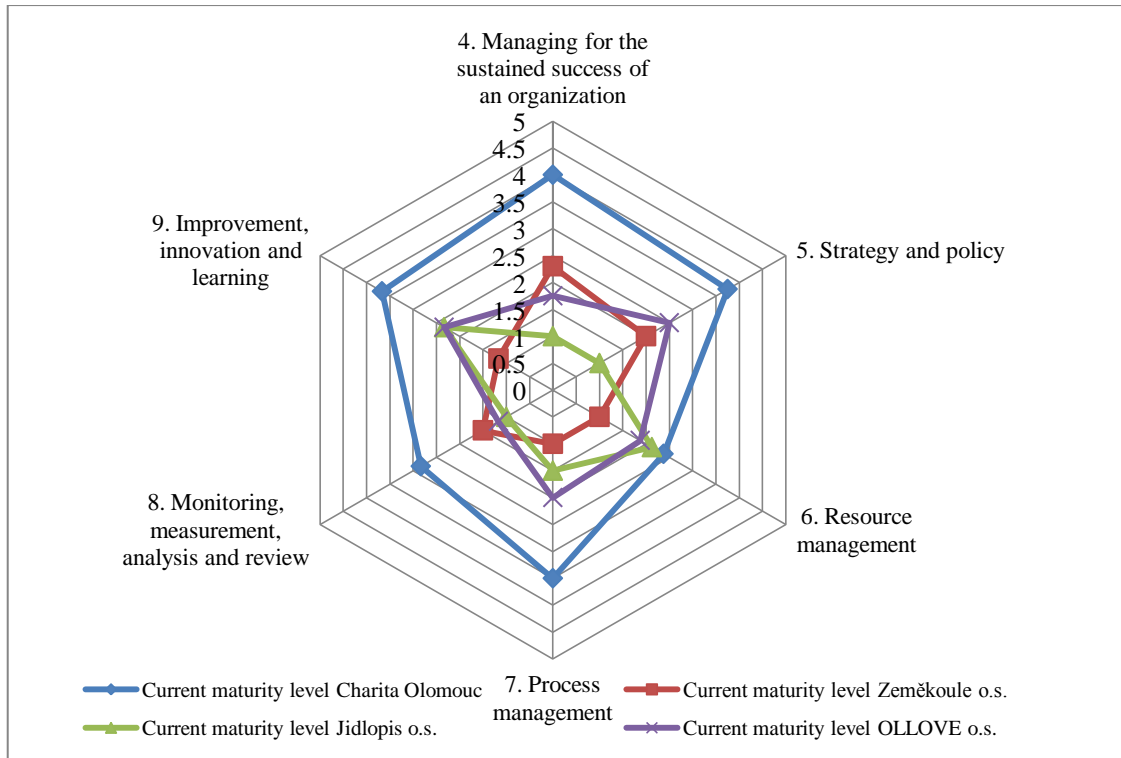 4. Managing for the
sustained success of
an organization
5
4.5
4
3.5
3
2.5
2
1.5
1
0.5
0
5. Strategy and policy
6. Resource
management
7. Process
management
8. Monitoring,
measurement,
analysis and review
9. Improvement,
innovation and
learning
Current maturity level Charita Olomouc
Current maturity level Zeměkoule o.s.
Current maturity level Jidlopis o.s.
Current maturity level OLLOVE o.s.